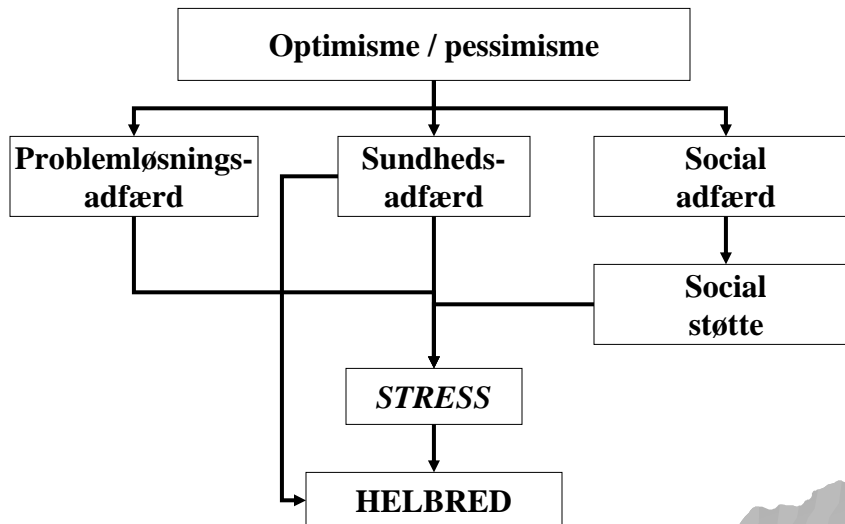 Optimisme / pessimisme
Problemløsnings-
adfærd
Sundheds-
adfærd
Social
adfærd
Social
støtte
STRESS
HELBRED